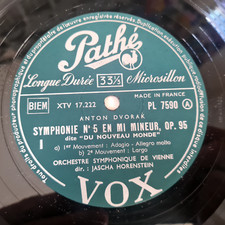 Pathé
Longue Durée 33 1/3 Microsillon
MADE IN FRANCE
BIEM XTV 17.222 PL 7590 A
ANTON DVORAK
SYMPHONIE N° 5 EN MI MINEUR, OP. 95
dite "DU NOUVEAU MONDE"
I a) 1er Mouvement : Adagio - Allegro molto
b) 2e Mouvement : Largo
ORCHESTRE SYMPHONIQUE DE VIENNE
dir. : JASCHA HORENSTEIN
VOX